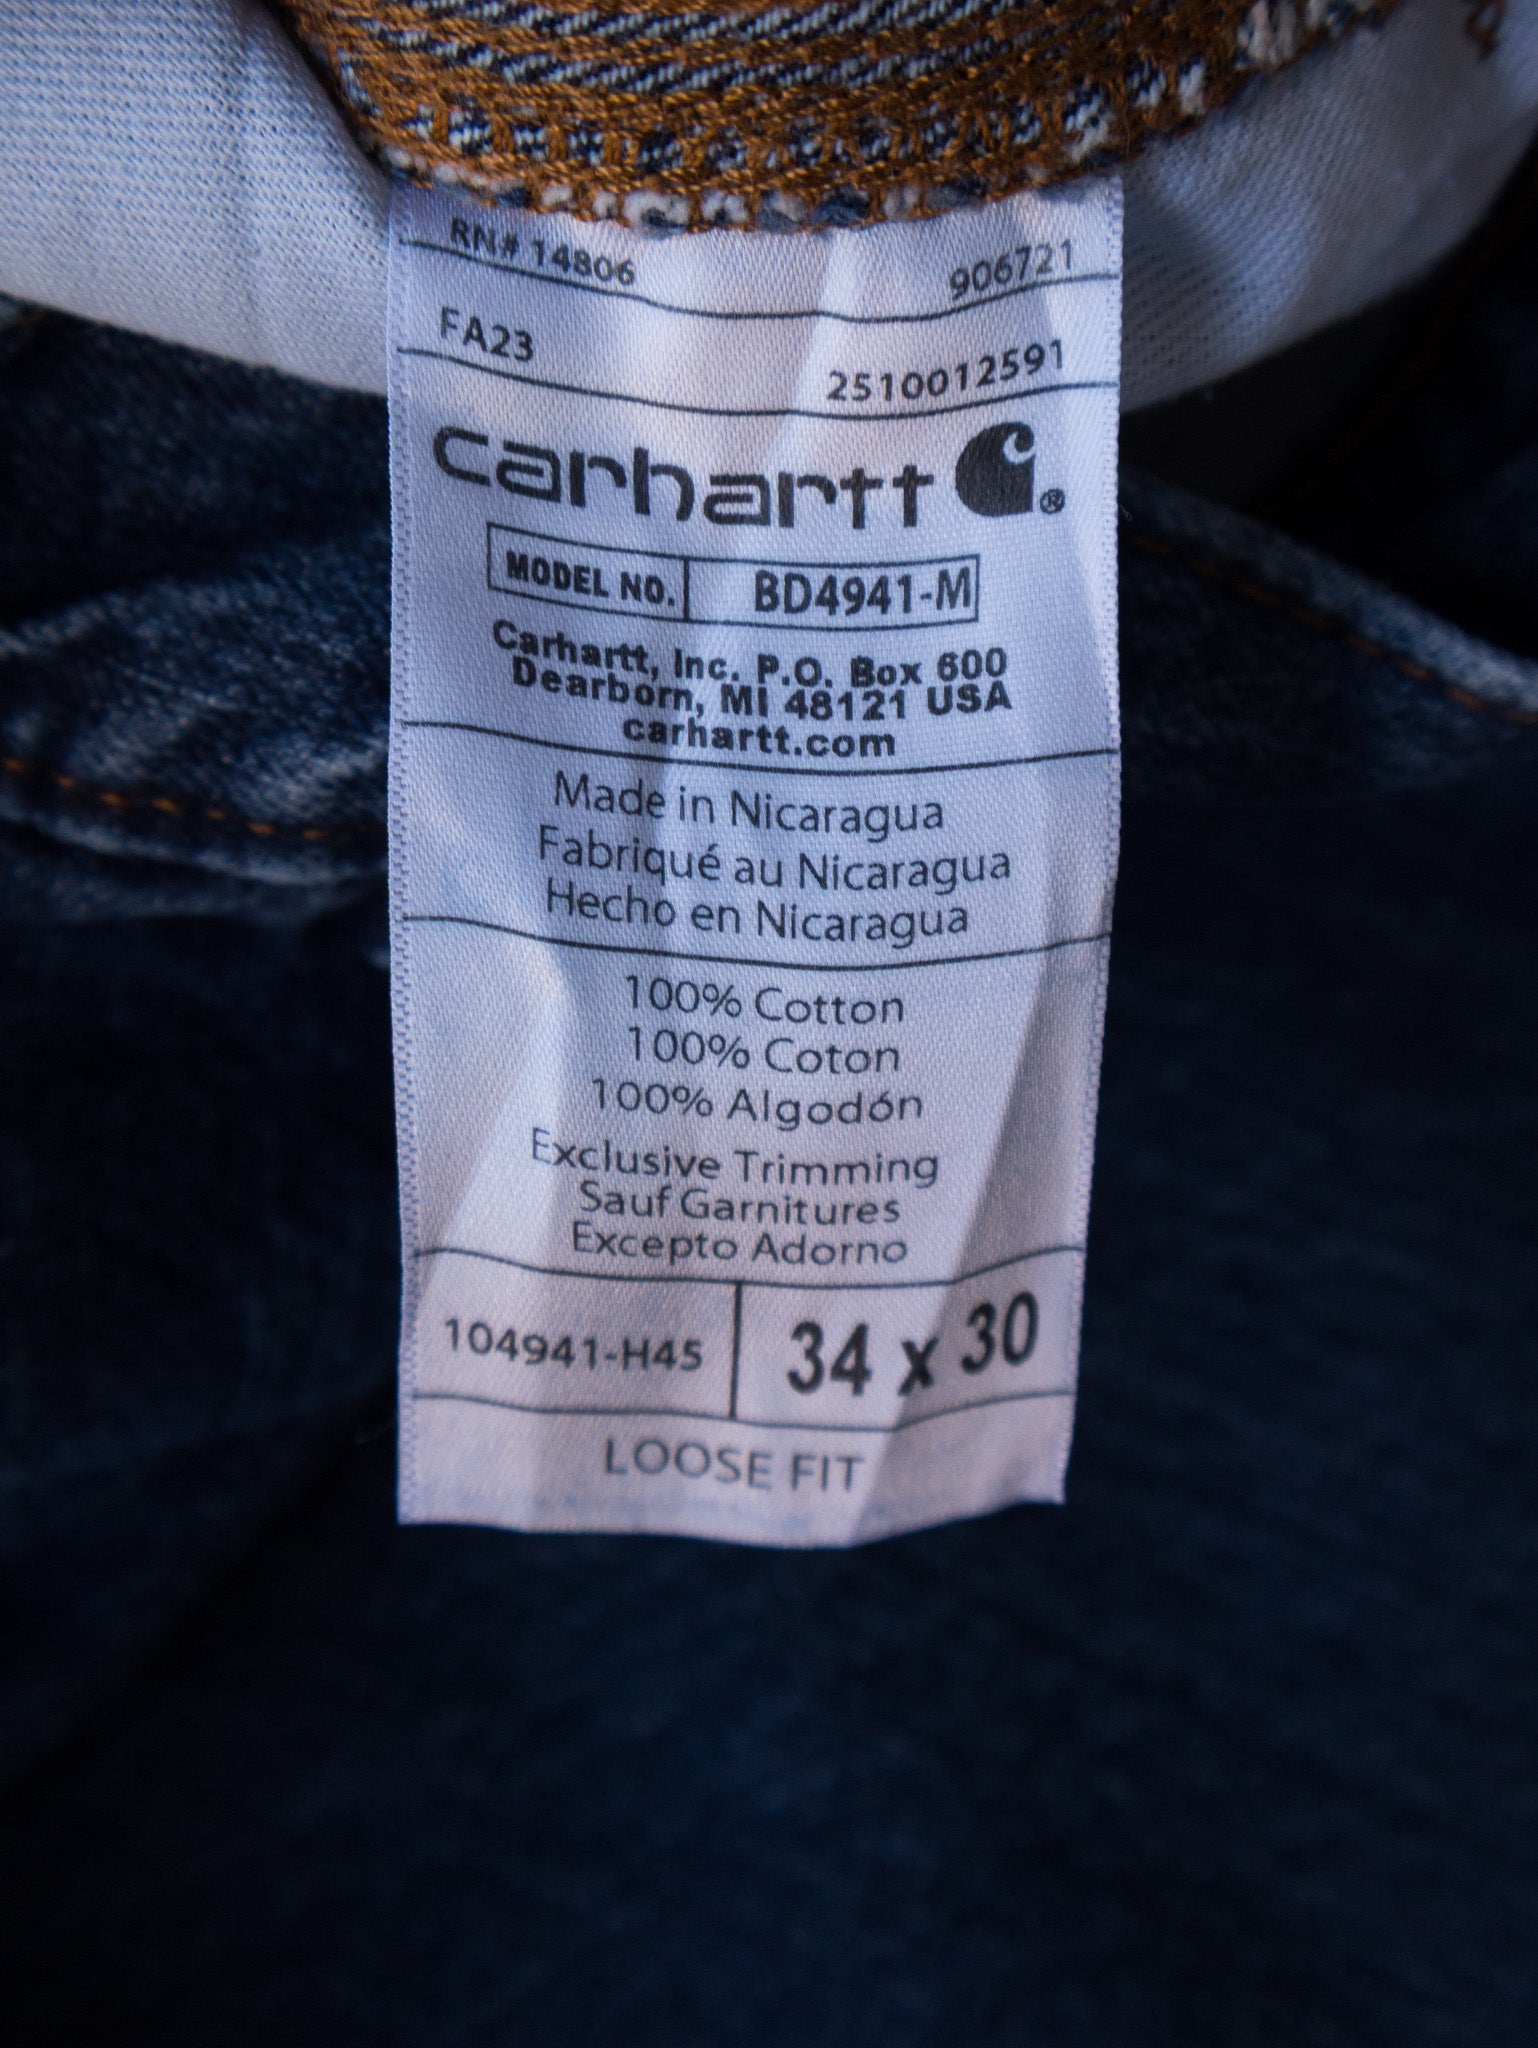 RN# 14806 906721
FA23 2510012591
carhartt ®
MODEL NO. BD4941-M
Carhartt, Inc. P.O. Box 600
Dearborn, MI 48121 USA
carhartt.com
Made in Nicaragua
Fabriqué au Nicaragua
Hecho en Nicaragua
100% Cotton
100% Coton
100% Algodón
Exclusive Trimming
Sauf Garnitures
Excepto Adorno
104941-H45 34 x 30
LOOSE FIT